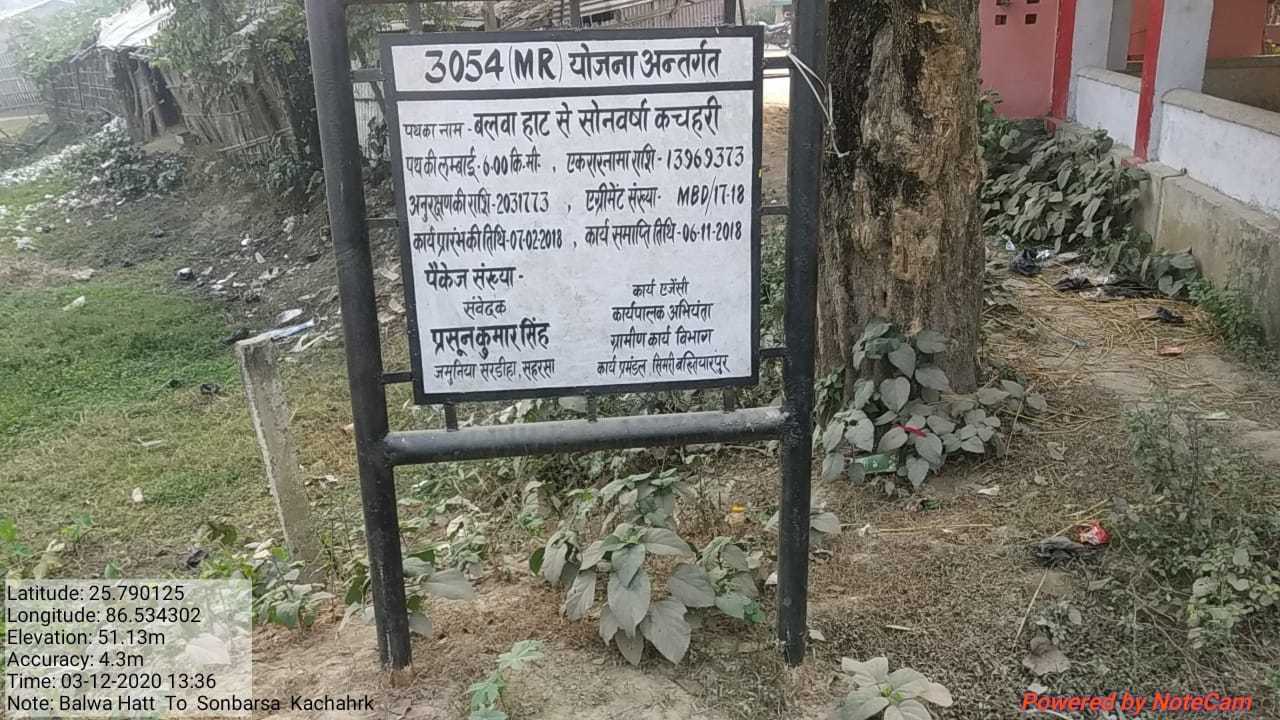 3054(MR) योजना अन्तर्गत
पथ का नाम - बलवा हाट से सोनवर्षा कचहरी
पथ की लम्बाई - 6.00 कि.मी. , एकरारनामा राशि - 13969373
अनुरक्षण की राशि - 2031773 , एग्रीमेंट संख्या - MBD/17-18
कार्य प्रारंभ की तिथि - 07-02-2018 , कार्य समाप्ति तिथि - 06-11-2018
पैकेज संख्या -
संवेदक
प्रसून कुमार सिंह
जमुनिया सरडीहा, सहरसा
कार्य एजेंसी
कार्यपालक अभियंता
ग्रामीण कार्य विभाग
कार्य प्रमंडल, सिमरी बख्तियारपुर
Latitude: 25.790125
Longitude: 86.534302
Elevation: 51.13m
Accuracy: 4.3m
Time: 03-12-2020 13:36
Note: Balwa Hatt To Sonbarsa Kachahrk
Powered by NoteCam